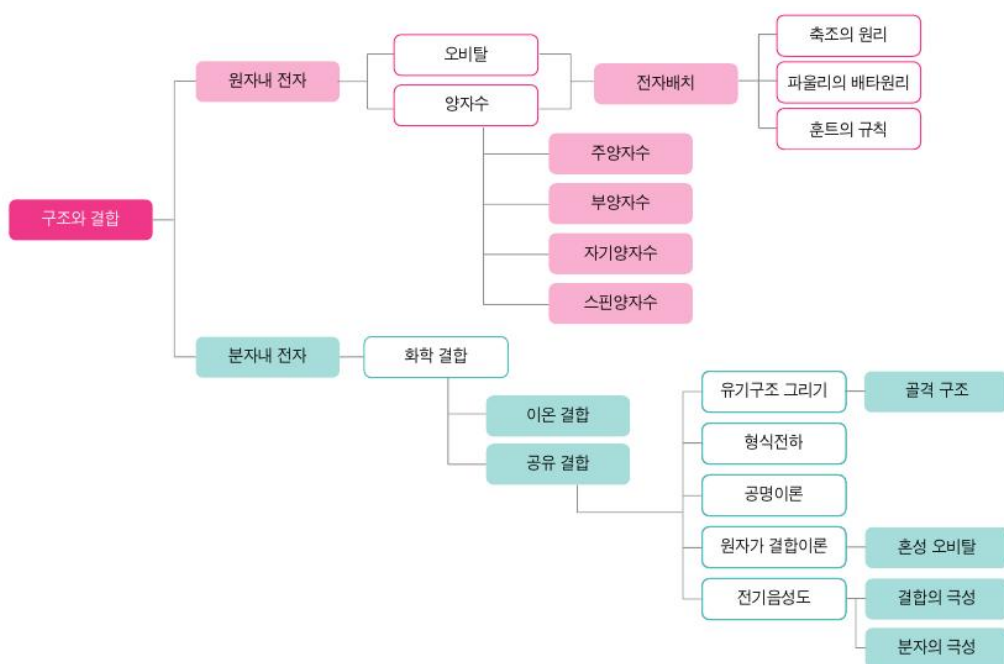 축조의 원리
오비탈
원자내 전자
전자배치
파울리의 배타원리
양자수
훈트의 규칙
주양자수
부양자수
구조와 결합
자기양자수
스핀양자수
분자내 전자
화학 결합
유기구조 그리기
골격 구조
이온 결합
형식전하
공유 결합
공명이론
원자가 결합이론
혼성 오비탈
전기음성도
결합의 극성
분자의 극성